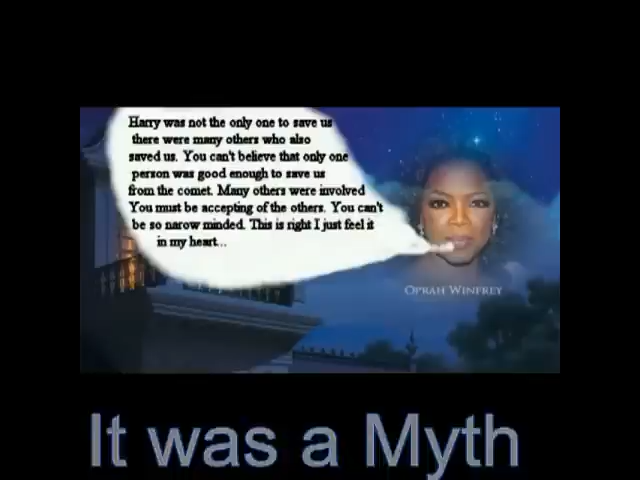 Harry was not the only one to save us
there were many others who also
saved us. You can't believe that only one
person was good enough to save us
from the comet. Many others were involved
You must be accepting of the others. You can't
be so narow minded. This is right I just feel it
in my heart...
OPRAH WINFREY
It was a Myth